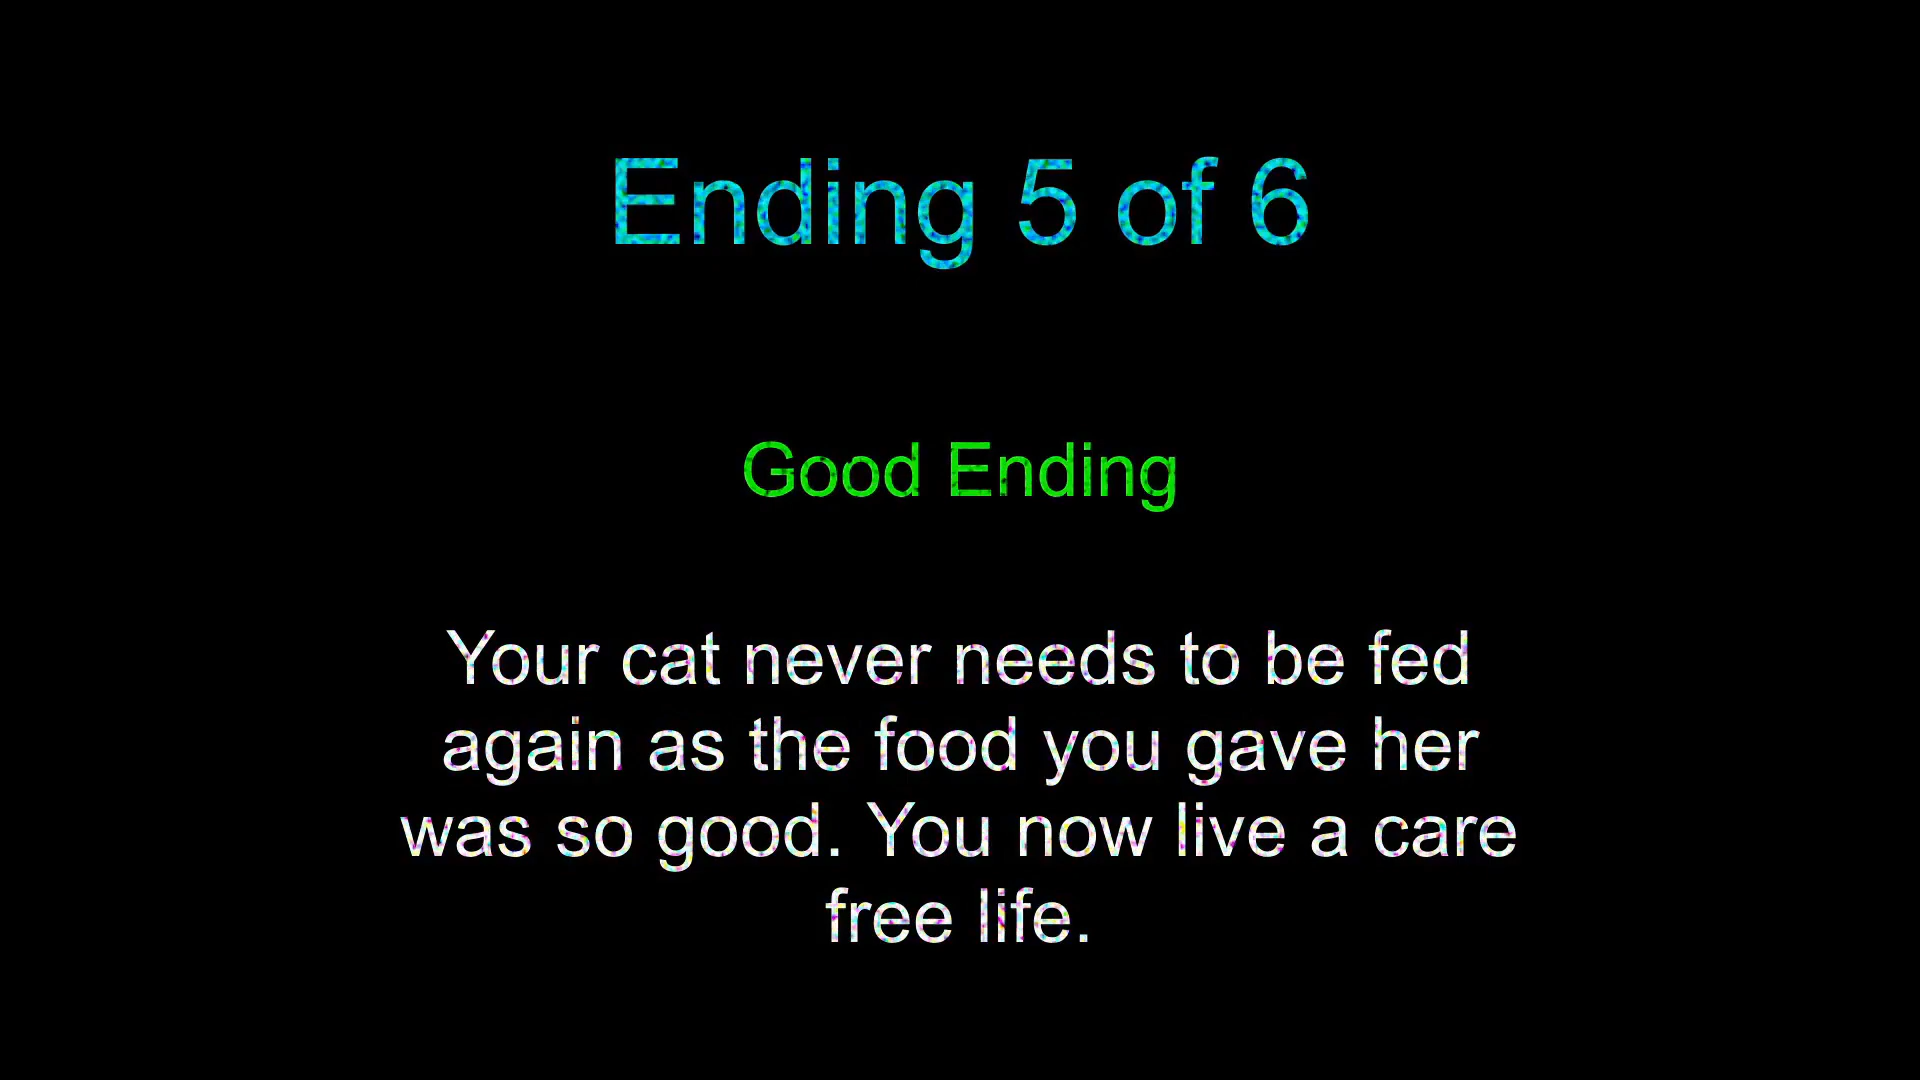 Ending 5 of 6
Good Ending
Your cat never needs to be fed
again as the food you gave her
was so good. You now live a care
free life.